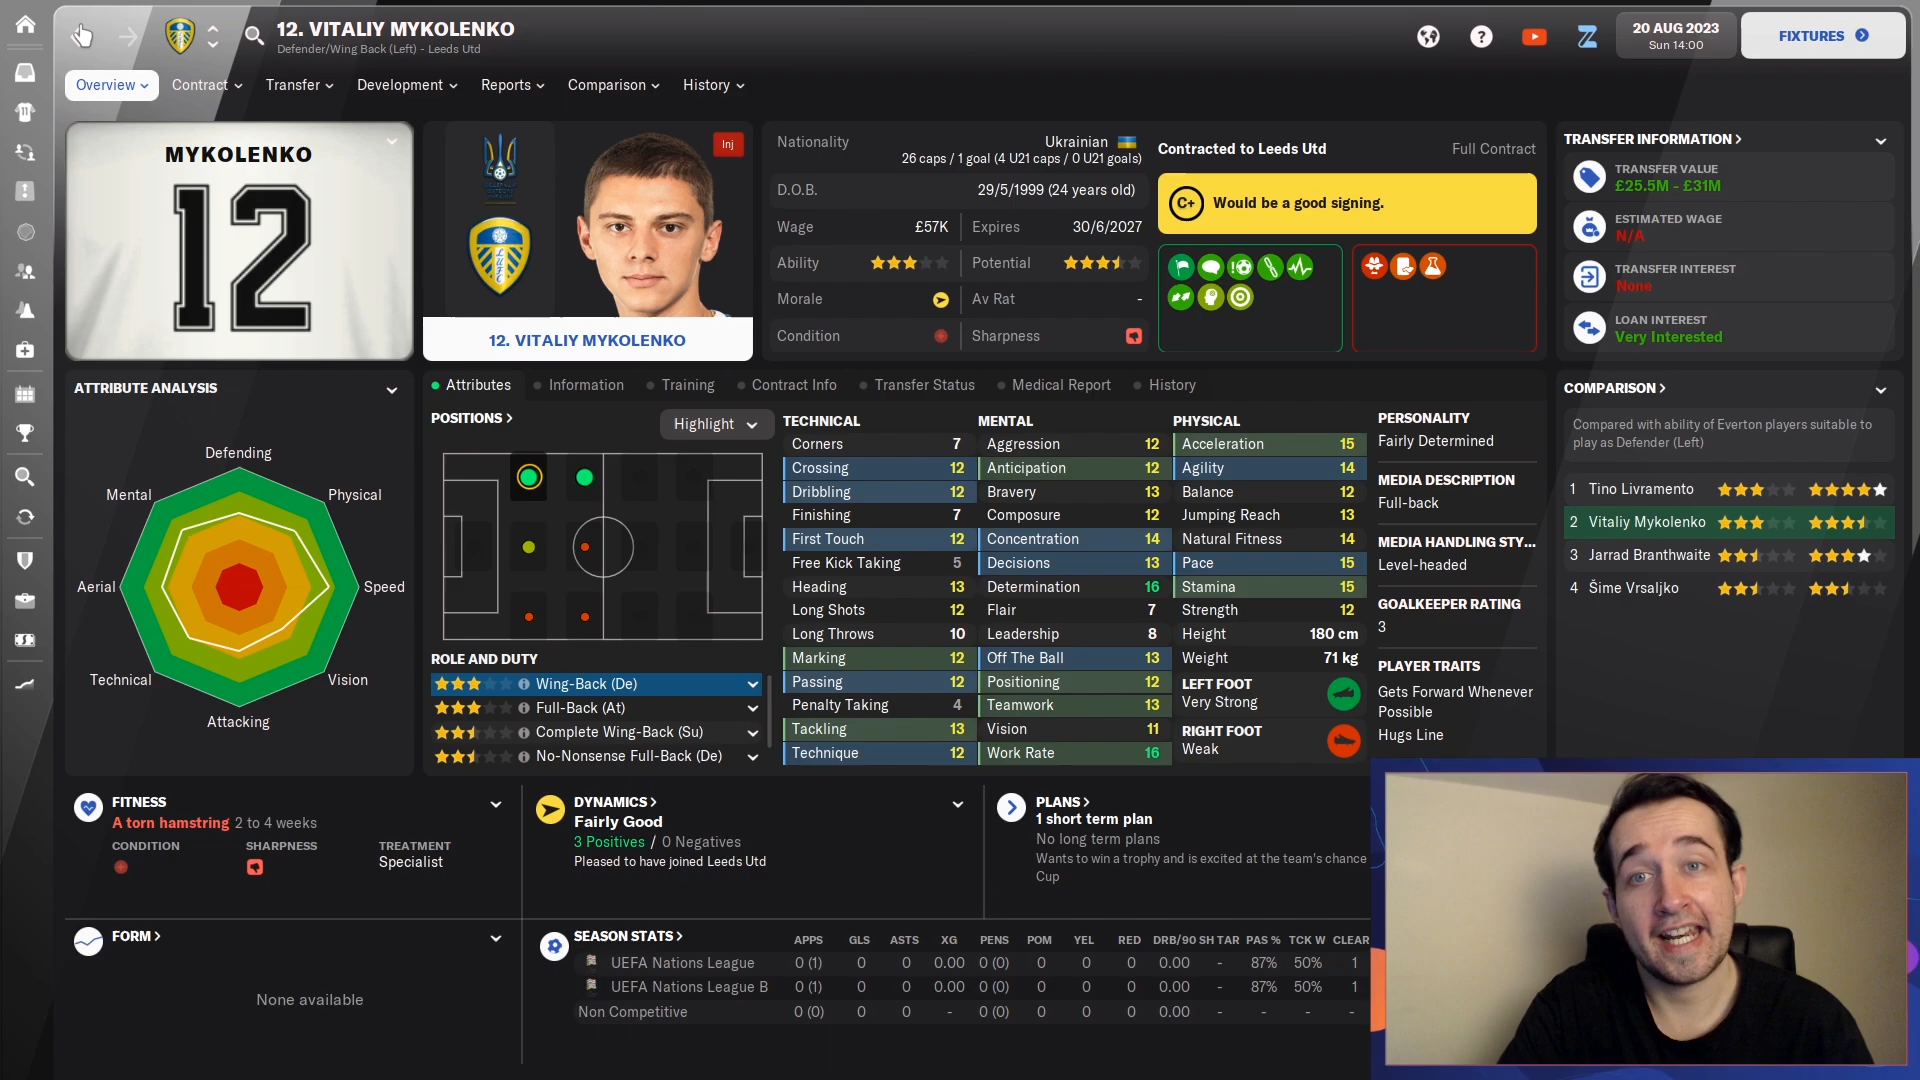 12. VITALIY MYKOLENKO
Defender/Wing Back (Left) - Leeds Utd
20 AUG 2023
Sun 14:00
FIXTURES
Overview
Contract
Transfer
Development
Reports
Comparison
History
MYKOLENKO
12
Inj
12. VITALIY MYKOLENKO
Nationality Ukrainian
26 caps / 1 goal (4 U21 caps / 0 U21 goals)
D.O.B. 29/5/1999 (24 years old)
Wage £57K Expires 30/6/2027
Ability Potential
Morale Av Rat -
Condition Sharpness
Contracted to Leeds Utd Full Contract
C+ Would be a good signing.
TRANSFER INFORMATION
TRANSFER VALUE
£25.5M - £31M
ESTIMATED WAGE
N/A
TRANSFER INTEREST
None
LOAN INTEREST
Very Interested
ATTRIBUTE ANALYSIS
Defending
Mental Physical
Aerial Speed
Technical Vision
Attacking
Attributes Information Training Contract Info Transfer Status Medical Report History
POSITIONS
Highlight
ROLE AND DUTY
Wing-Back (De)
Full-Back (At)
Complete Wing-Back (Su)
No-Nonsense Full-Back (De)
TECHNICAL
Corners 7
Crossing 12
Dribbling 12
Finishing 7
First Touch 12
Free Kick Taking 5
Heading 13
Long Shots 12
Long Throws 10
Marking 12
Passing 12
Penalty Taking 4
Tackling 13
Technique 12
MENTAL
Aggression 12
Anticipation 12
Bravery 13
Composure 12
Concentration 14
Decisions 13
Determination 16
Flair 7
Leadership 8
Off The Ball 13
Positioning 12
Teamwork 13
Vision 11
Work Rate 16
PHYSICAL
Acceleration 15
Agility 14
Balance 12
Jumping Reach 13
Natural Fitness 14
Pace 15
Stamina 15
Strength 12
Height 180 cm
Weight 71 kg
LEFT FOOT
Very Strong
RIGHT FOOT
Weak
PERSONALITY
Fairly Determined
MEDIA DESCRIPTION
Full-back
MEDIA HANDLING STY...
Level-headed
GOALKEEPER RATING
3
PLAYER TRAITS
Gets Forward Whenever
Possible
Hugs Line
COMPARISON
Compared with ability of Everton players suitable to
play as Defender (Left)
1 Tino Livramento
2 Vitaliy Mykolenko
3 Jarrad Branthwaite
4 Šime Vrsaljko
FITNESS
A torn hamstring 2 to 4 weeks
CONDITION SHARPNESS TREATMENT
Specialist
DYNAMICS
Fairly Good
3 Positives / 0 Negatives
Pleased to have joined Leeds Utd
PLANS
1 short term plan
No long term plans
Wants to win a trophy and is excited at the team's chance
Cup
FORM
None available
SEASON STATS APPS GLS ASTS XG PENS POM YEL RED DRB/90 SH TAR PAS % TCK W CLEAR
UEFA Nations League 0 (1) 0 0 0.00 0 (0) 0 0 0 0.00 - 87% 50% 1
UEFA Nations League B 0 (1) 0 0 0.00 0 (0) 0 0 0 0.00 - 87% 50% 1
Non Competitive 0 (0) 0 0 - 0 (0) 0 0 0 0.00 - - - -